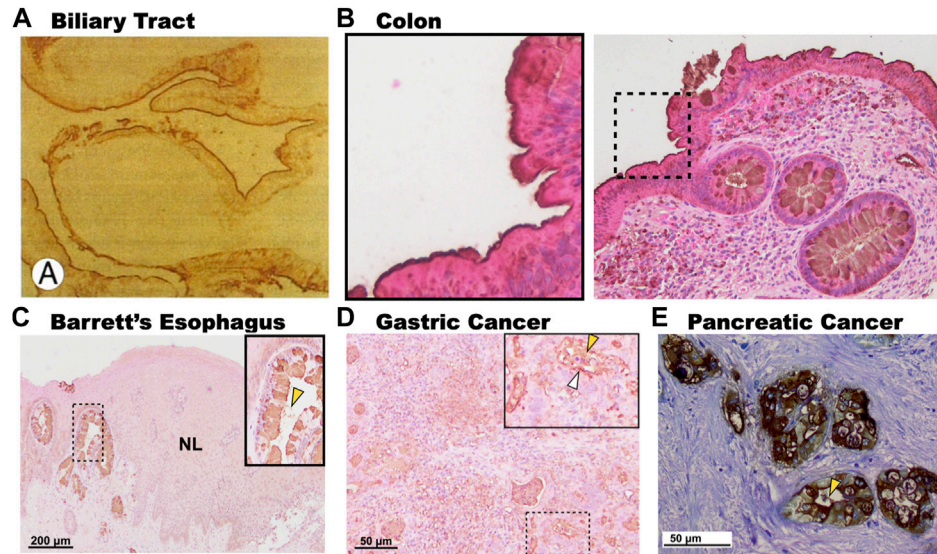 A Biliary Tract
B Colon
A
C Barrett's Esophagus
D Gastric Cancer
E Pancreatic Cancer
NL
200 µm
50 µm
50 µm